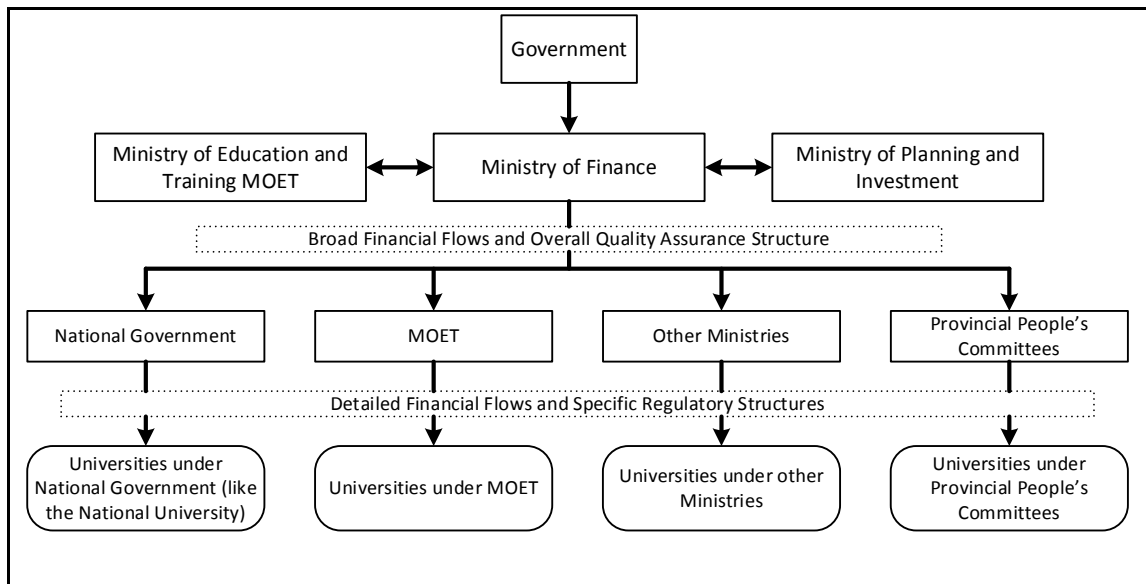 Government
Ministry of Education and
Training MOET
Ministry of Finance
Ministry of Planning and
Investment
Broad Financial Flows and Overall Quality Assurance Structure
National Government
MOET
Other Ministries
Provincial People's
Committees
Detailed Financial Flows and Specific Regulatory Structures
Universities under
National Government (like
the National University)
Universities under MOET
Universities under other
Ministries
Universities under
Provincial People's
Committees